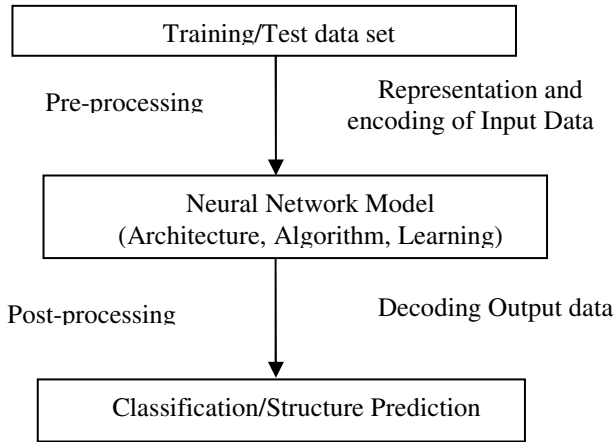 Training/Test data set
Pre-processing
Representation and
encoding of Input Data
Neural Network Model
(Architecture, Algorithm, Learning)
Post-processing
Decoding Output data
Classification/Structure Prediction